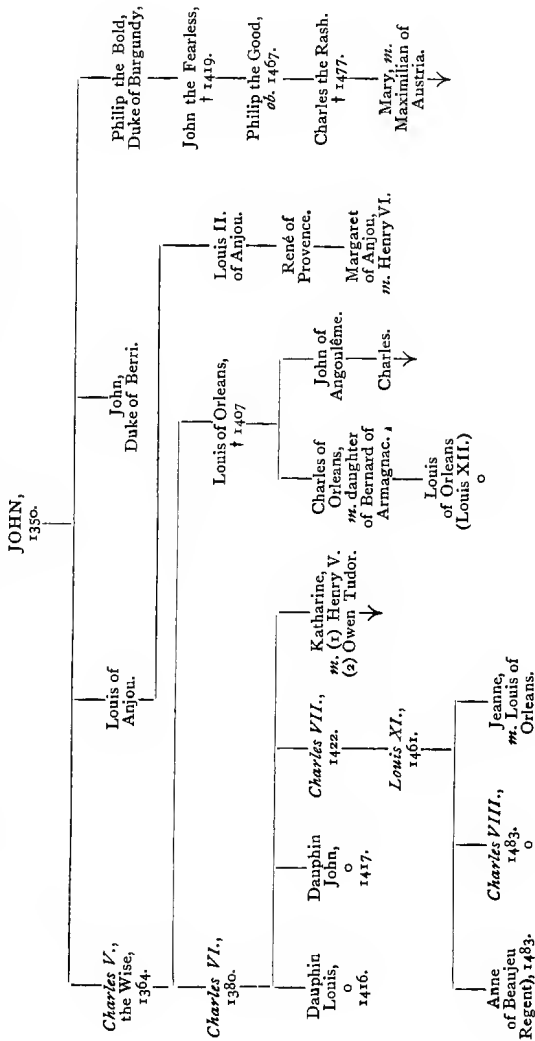 JOHN,
1350.
Charles V.,
the Wise,
1364.
Louis of
Anjou.
John,
Duke of Berri.
Philip the Bold,
Duke of Burgundy,
Charles VI.,
1380.
Louis of Orleans,
† 1407
Louis II.
of Anjou.
John the Fearless,
† 1419.
Dauphin
Louis,
o
1416.
Dauphin
John,
o
1417.
Charles VII.,
1422.
Katharine,
m. (1) Henry V.
(2) Owen Tudor.
Charles of
Orleans,
m. daughter
of Bernard of
Armagnac.
John of
Angoulême.
René of
Provence.
Philip the Good,
ob. 1467.
Louis XI.,
1461.
Louis
of Orleans
(Louis XII.)
o
Charles.
Margaret
of Anjou,
m. Henry VI.
Charles the Rash.
† 1477.
Anne
of Beaujeu
Regent), 1483.
Charles VIII.,
1483.
o
Jeanne,
m. Louis of
Orleans.
Mary, m.
Maximilian of
Austria.